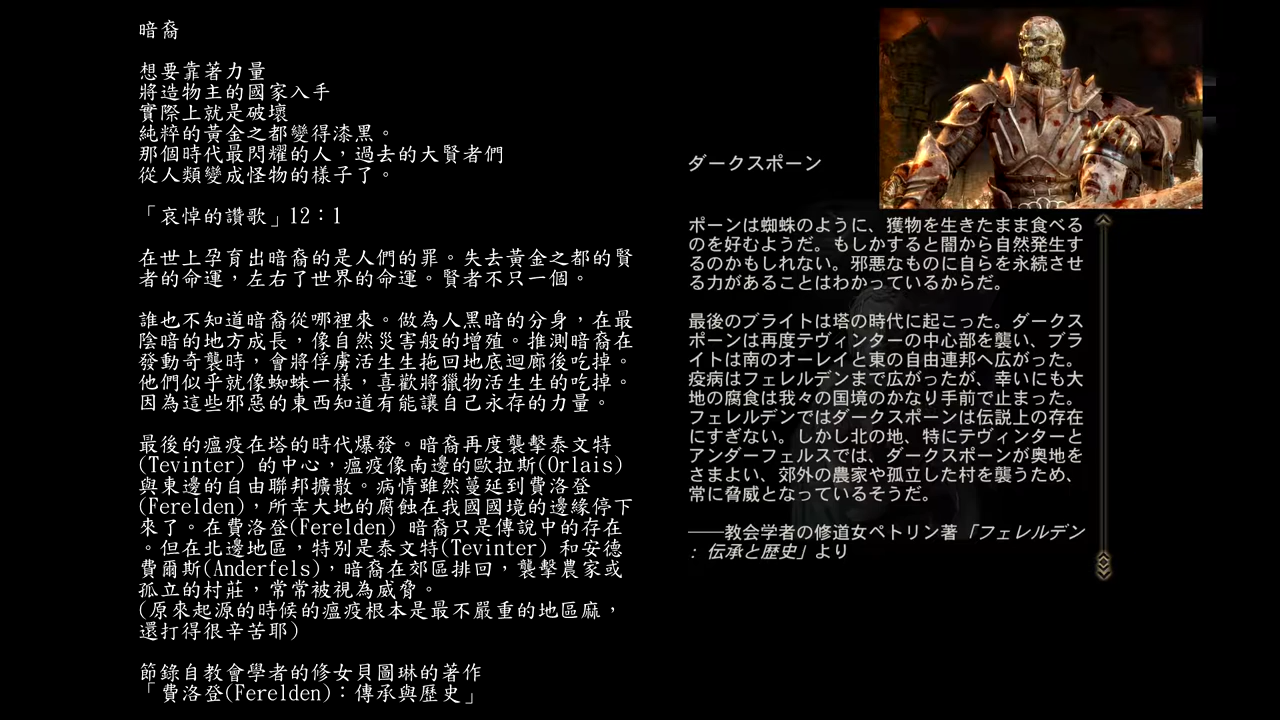 暗裔
想要靠著力量
將造物主的國家入手
實際上就是破壞
純粹的黃金之都變得漆黑。
那個時代最閃耀的人，過去的大賢者們
從人類變成怪物的樣子了。
「哀悼的讚歌」12：1
在世上孕育出暗裔的是人們的罪。失去黃金之都的賢
者的命運，左右了世界的命運。賢者不只一個。
誰也不知道暗裔從哪裡來。做為人黑暗的分身，在最
陰暗的地方成長，像自然災害般的增殖。推測暗裔在
發動奇襲時，會將俘虜活生生拖回地底迴廊後吃掉。
他們似乎就像蜘蛛一樣，喜歡將獵物活生生的吃掉。
因為這些邪惡的東西知道有能讓自己永存的力量。
最後的瘟疫在塔的時代爆發。暗裔再度襲擊泰文特
(Tevinter) 的中心，瘟疫像南邊的歐拉斯(Orlais)
與東邊的自由聯邦擴散。病情雖然蔓延到費洛登
(Ferelden)，所幸大地的腐蝕在我國國境的邊緣停下
來了。在費洛登(Ferelden) 暗裔只是傳說中的存在
。但在北邊地區，特別是泰文特(Tevinter) 和安德
費爾斯(Anderfels)，暗裔在郊區排回，襲擊農家或
孤立的村莊，常常被視為威脅。
(原來起源的時候的瘟疫根本是最不嚴重的地區麻，
還打得很辛苦耶)
節錄自教會學者的修女貝圖琳的著作
「費洛登(Ferelden)：傳承與歷史」
ダークスポーン
ポーンは蜘蛛のように、獲物を生きたまま食べる
のを好むようだ。もしかすると闇から自然発生す
るのかもしれない。邪悪なものに自らを永続させ
る力があることはわかっているからだ。
最後のブライトは塔の時代に起こった。ダークス
ポーンは再度テヴィンターの中心部を襲い、ブラ
イトは南のオーレイと東の自由連邦へ広がった。
疫病はフェレルデンまで広がったが、幸いにも大
地の腐食は我々の国境のかなり手前で止まった。
フェレルデンではダークスポーンは伝説上の存在
にすぎない。しかし北の地、特にテヴィンターと
アンダーフェルスでは、ダークスポーンが奥地を
さまよい、郊外の農家や孤立した村を襲うため、
常に脅威となっているそうだ。
――教会学者の修道女ペトリン著「フェレルデン
：伝承と歴史」より